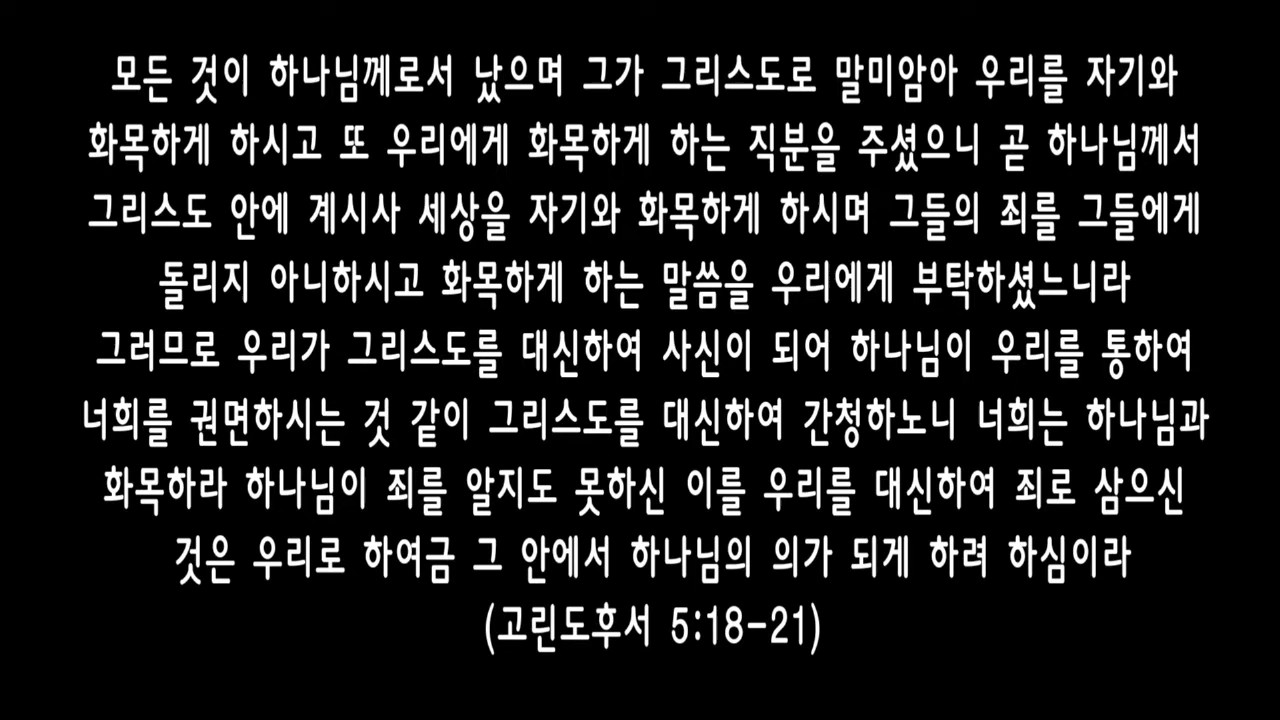 모든 것이 하나님께로서 났으며 그가 그리스도로 말미암아 우리를 자기와
화목하게 하시고 또 우리에게 화목하게 하는 직분을 주셨으니 곧 하나님께서
그리스도 안에 계시사 세상을 자기와 화목하게 하시며 그들의 죄를 그들에게
돌리지 아니하시고 화목하게 하는 말씀을 우리에게 부탁하셨느니라
그러므로 우리가 그리스도를 대신하여 사신이 되어 하나님이 우리를 통하여
너희를 권면하시는 것 같이 그리스도를 대신하여 간청하노니 너희는 하나님과
화목하라 하나님이 죄를 알지도 못하신 이를 우리를 대신하여 죄로 삼으신
것은 우리로 하여금 그 안에서 하나님의 의가 되게 하려 하심이라
(고린도후서 5:18-21)